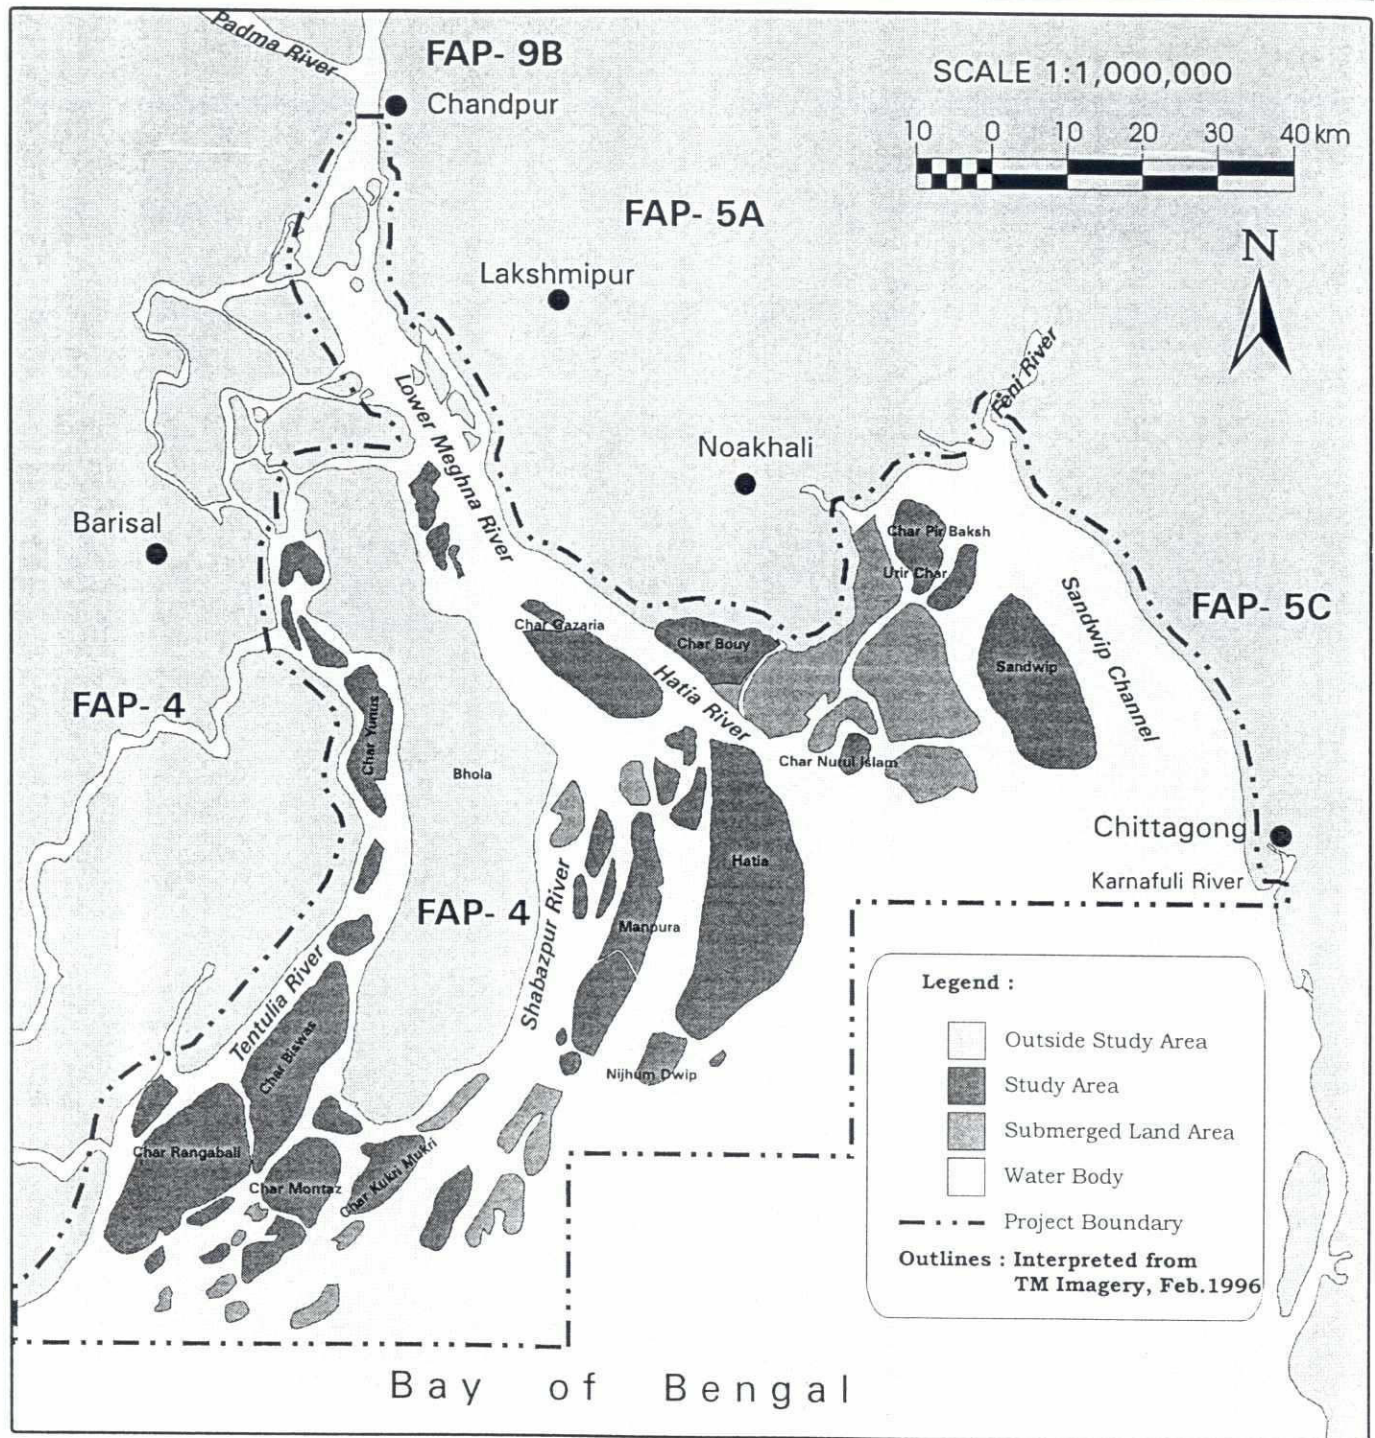 Padma River
FAP- 9B
Chandpur
SCALE 1:1,000,000
10 0 10 20 30 40 km
FAP- 5A
N
Lakshmipur
Feni River
Lower Meghna River
Noakhali
Barisal
Char Pir Baksh
Urir Char
Sandwip Channel
FAP- 5C
Char Gazaria
Char Bouy
Sandwip
Hatia River
FAP- 4
Char Yunus
Bhola
Char Nurul Islam
Chittagong
Hatia
Karnafuli River
FAP- 4
Manpura
Shabazpur River
Tentulia River
Char Biswas
Nijhum Dwip
Char Rangabali
Char Montaz
Char Kukri Mukri
Legend :
Outside Study Area
Study Area
Submerged Land Area
Water Body
Project Boundary
Outlines : Interpreted from
TM Imagery, Feb.1996
Bay of Bengal